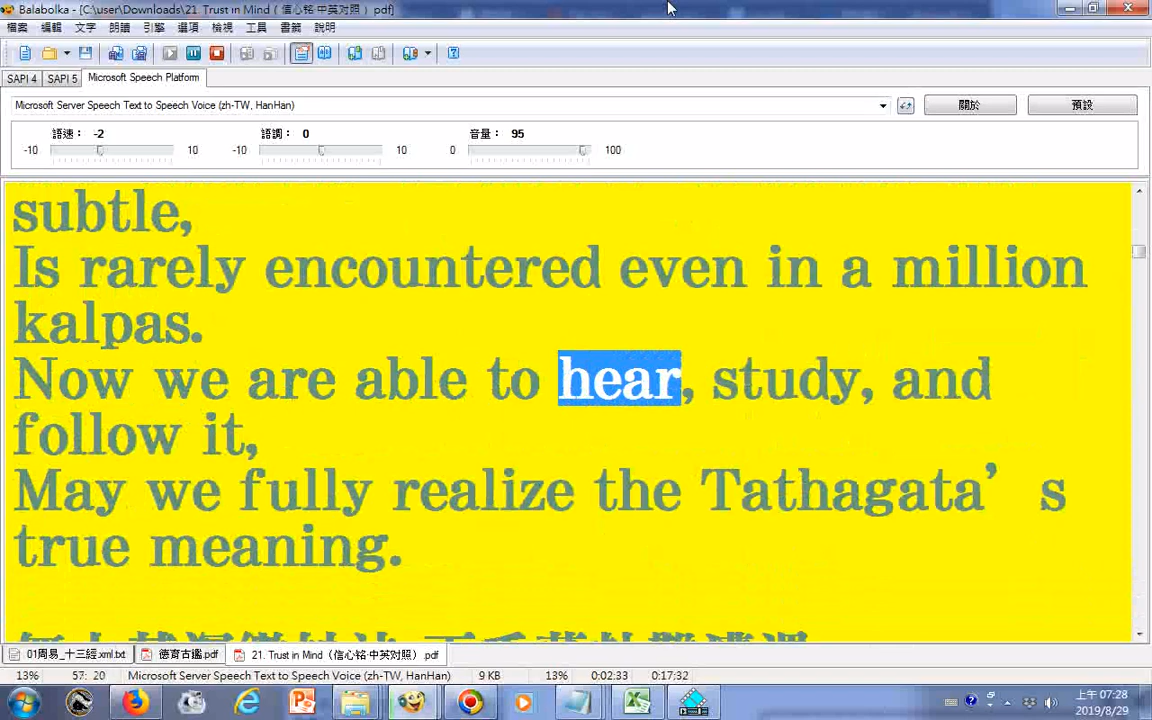 Balabolka - [C:\user\Downloads\21. Trust in Mind ( 信心铭·中英对照 ) pdf]
檔案 編輯 文字 朗讀 引擎 選項 檢視 工具 書籤 說明
SAPI 4 SAPI 5 Microsoft Speech Platform
Microsoft Server Speech Text to Speech Voice (zh-TW, HanHan) 關於 預設
語速： -2 語調： 0 音量： 95
-10 10 -10 10 0 100
subtle,
Is rarely encountered even in a million
kalpas.
Now we are able to hear, study, and
follow it,
May we fully realize the Tathagata’s
true meaning.
01周易_十三經.xml.txt 德育古鑑.pdf 21. Trust in Mind（信心铭·中英对照）.pdf
13% 57: 20 Microsoft Server Speech Text to Speech Voice (zh-TW, HanHan) 9 KB 13% 0:02:33 0:17:32
上午 07:28
2019/8/29